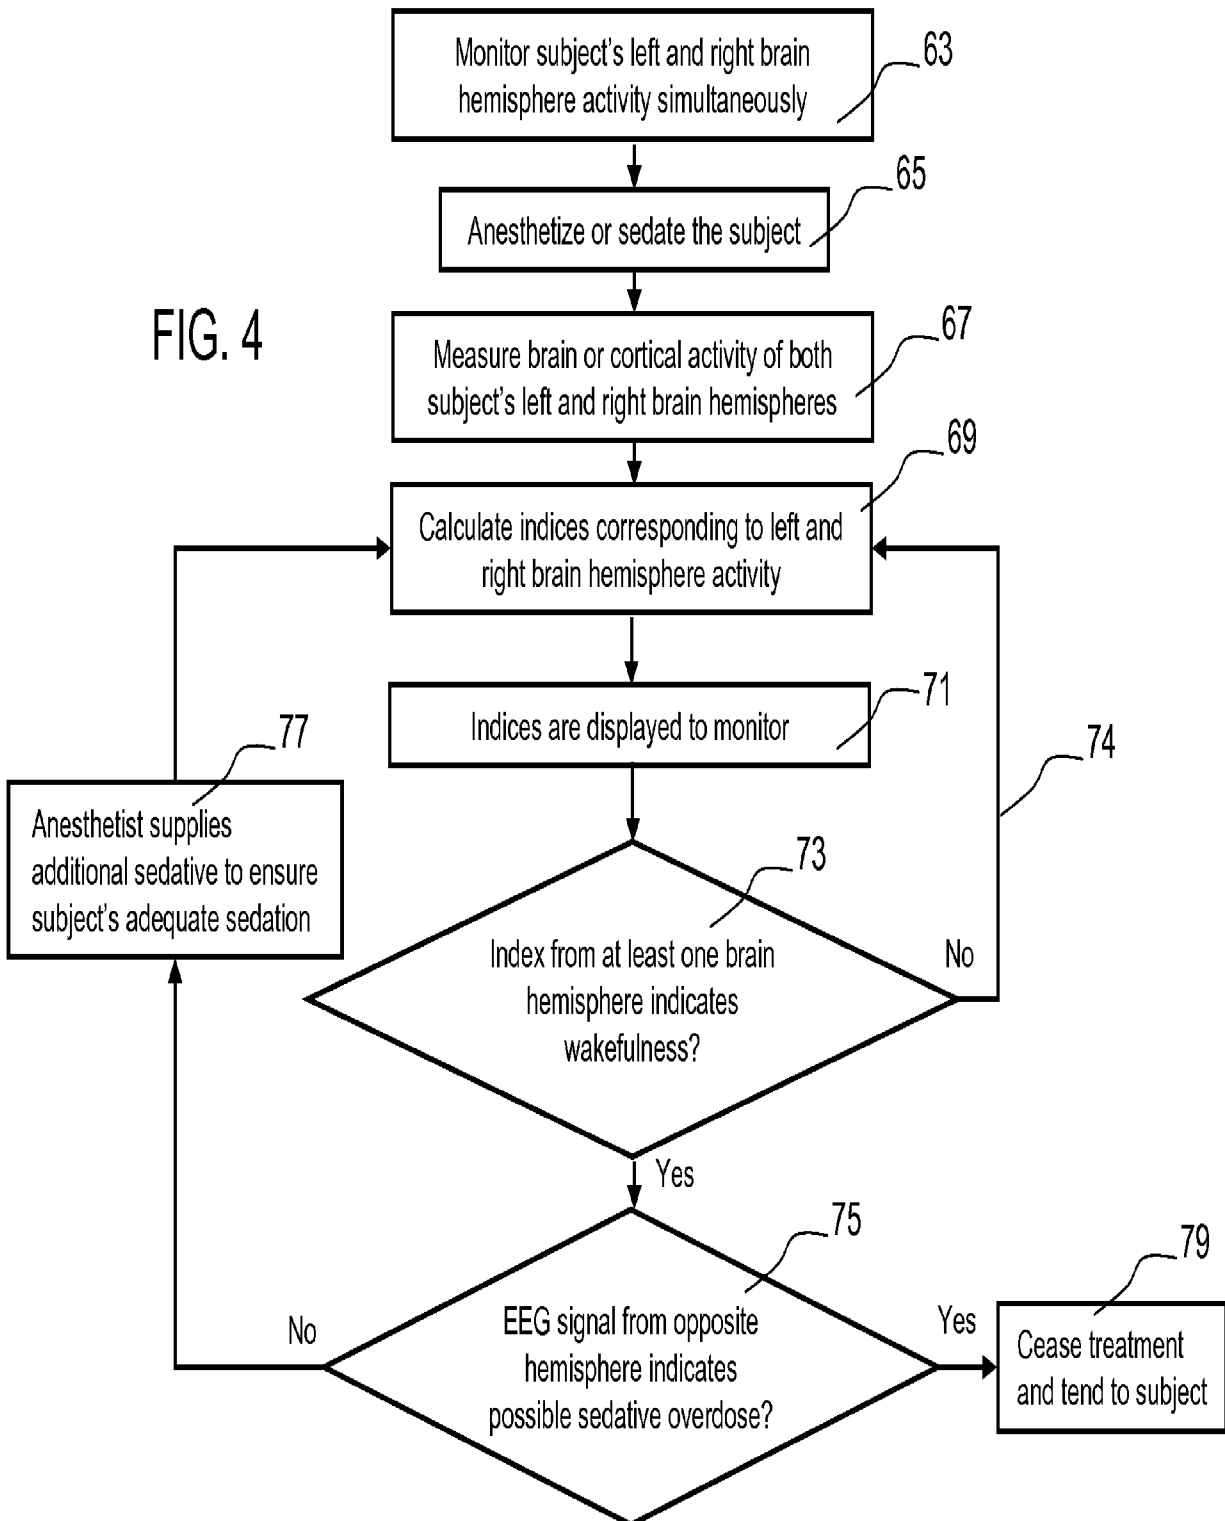 Monitor subject's left and right brain
hemisphere activity simultaneously
63
Anesthetize or sedate the subject
65
FIG. 4
Measure brain or cortical activity of both
subject's left and right brain hemispheres
67
Calculate indices corresponding to left and
right brain hemisphere activity
69
Indices are displayed to monitor
71
74
77
Anesthetist supplies
additional sedative to ensure
subject's adequate sedation
73
Index from at least one brain
hemisphere indicates
wakefulness?
No
Yes
75
EEG signal from opposite
hemisphere indicates
possible sedative overdose?
No
Yes
79
Cease treatment
and tend to subject